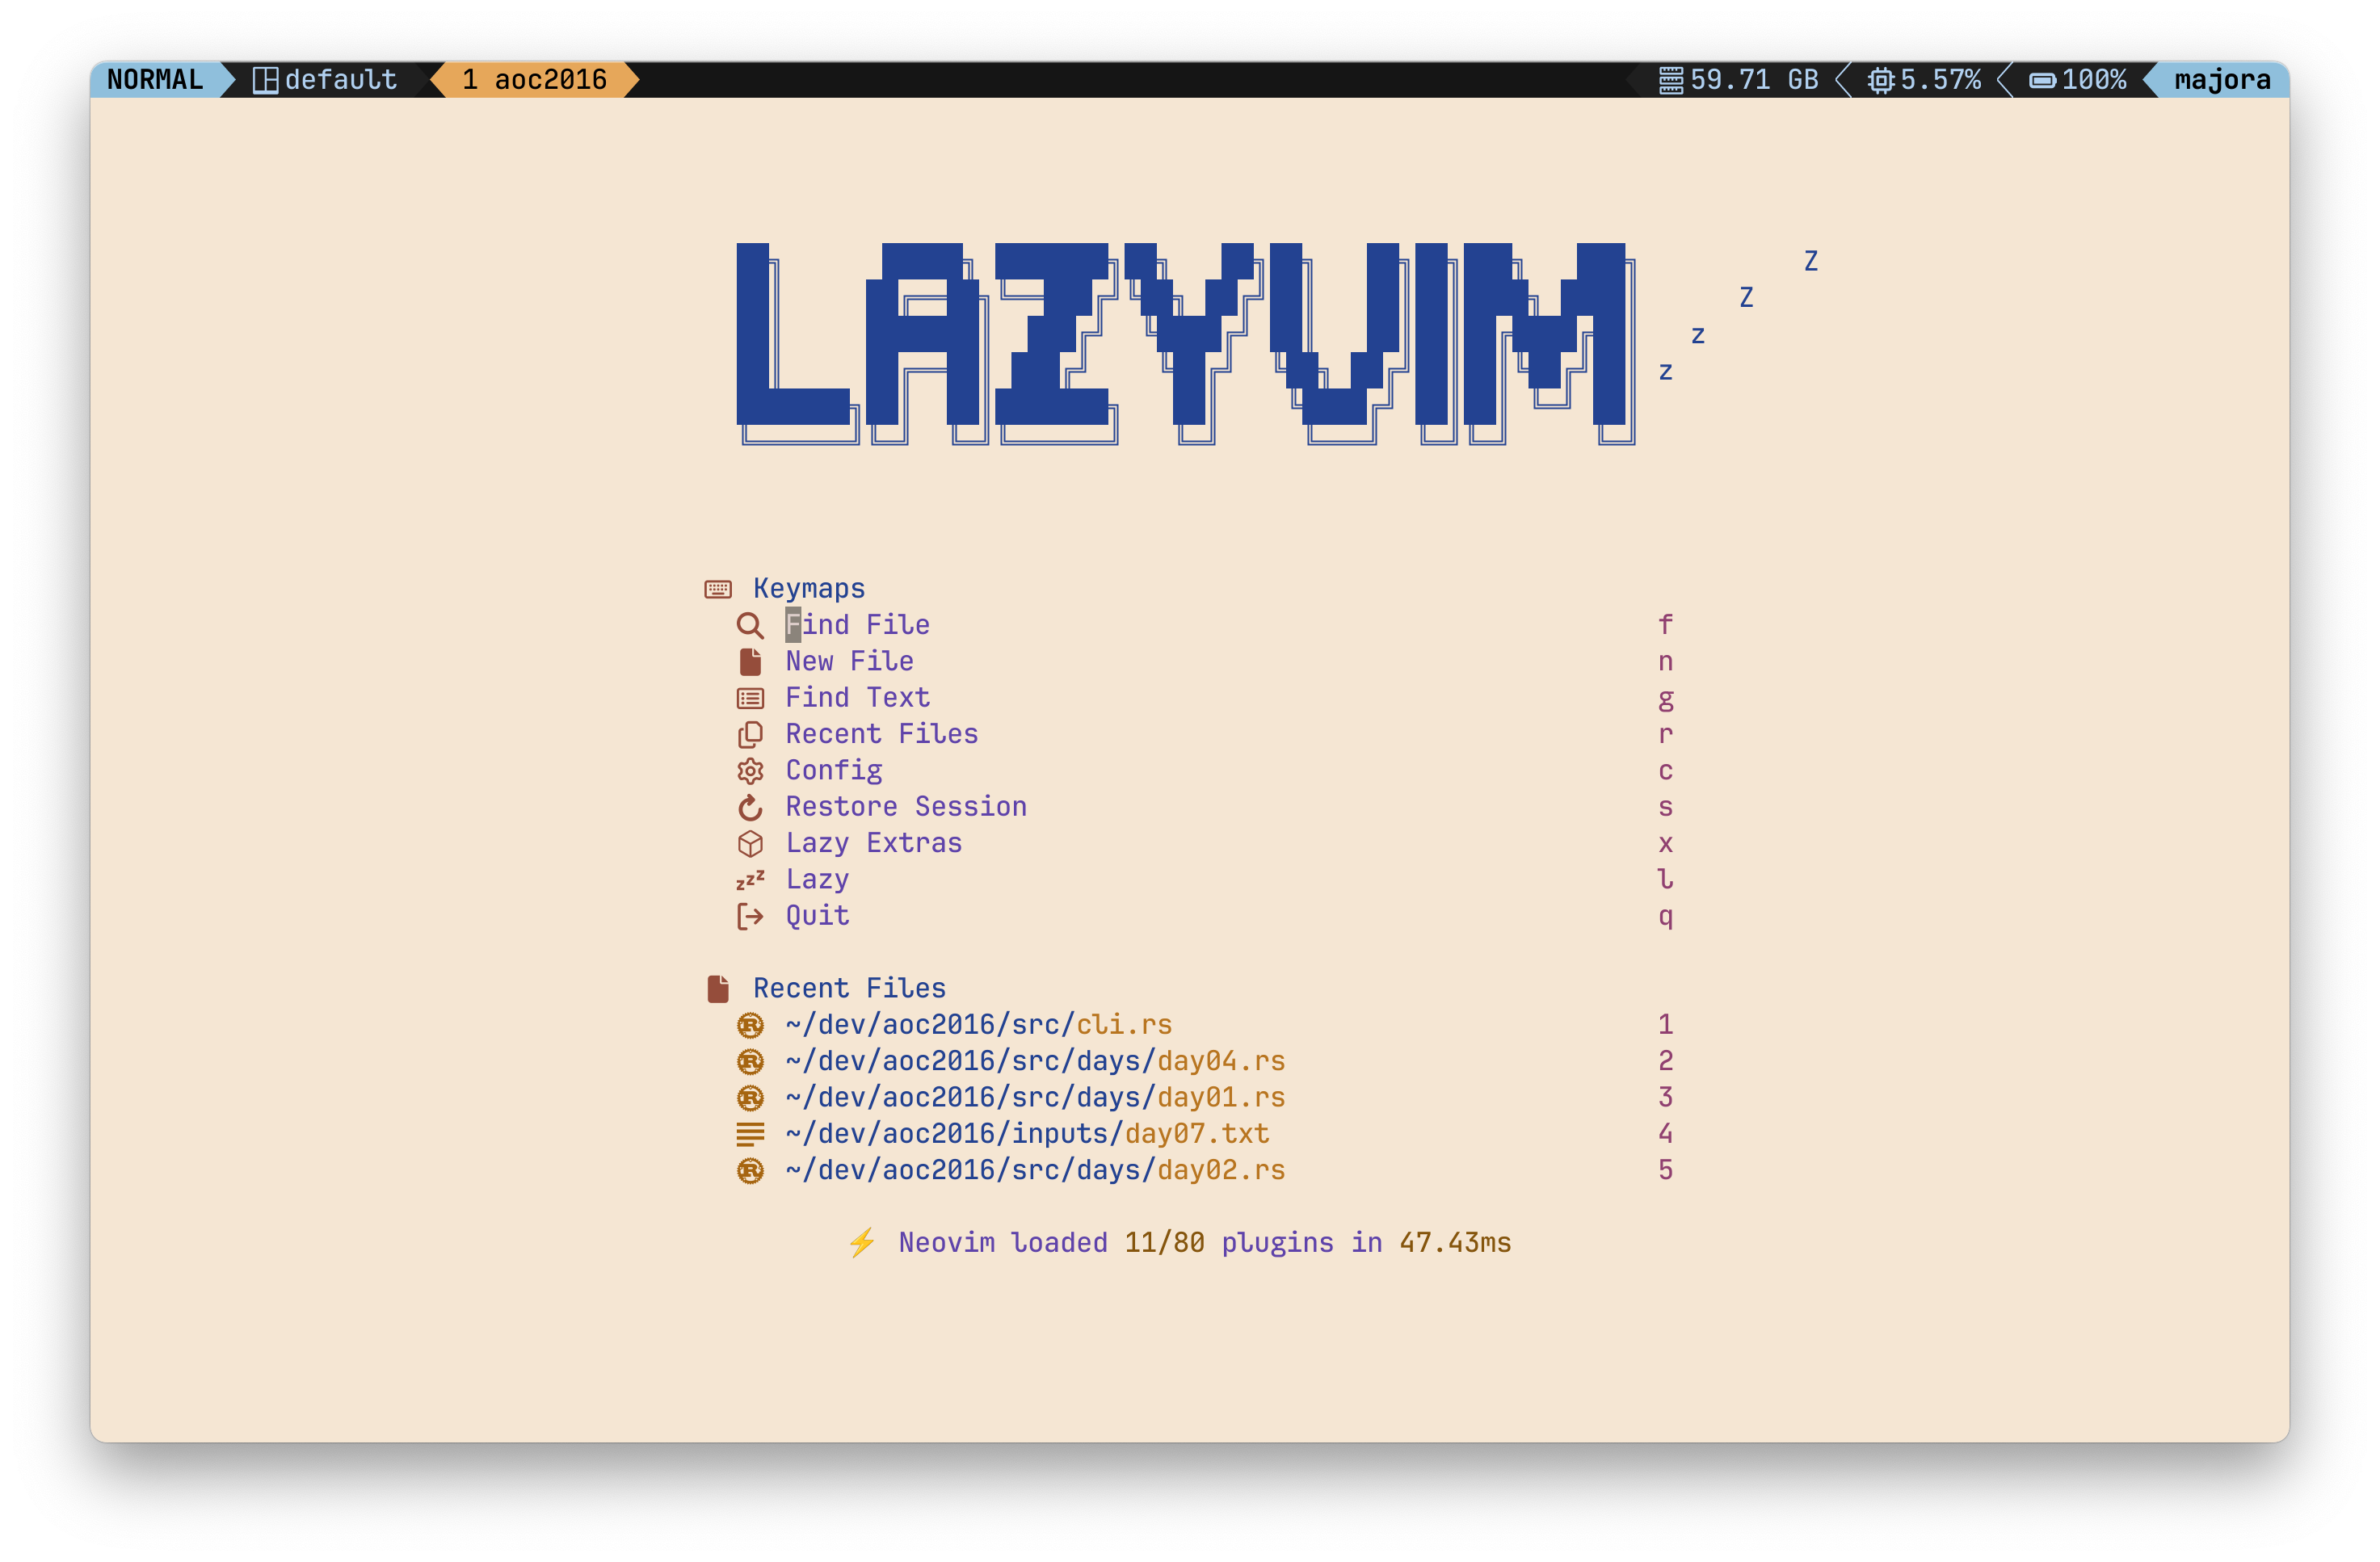 NORMAL default 1 aoc2016 59.71 GB 5.57% 100% majora
LAZYVIM
Z
Z
z
z
Keymaps
Find File f
New File n
Find Text g
Recent Files r
Config c
Restore Session s
Lazy Extras x
Lazy l
Quit q
Recent Files
~/dev/aoc2016/src/cli.rs 1
~/dev/aoc2016/src/days/day04.rs 2
~/dev/aoc2016/src/days/day01.rs 3
~/dev/aoc2016/inputs/day07.txt 4
~/dev/aoc2016/src/days/day02.rs 5
⚡ Neovim loaded 11/80 plugins in 47.43ms